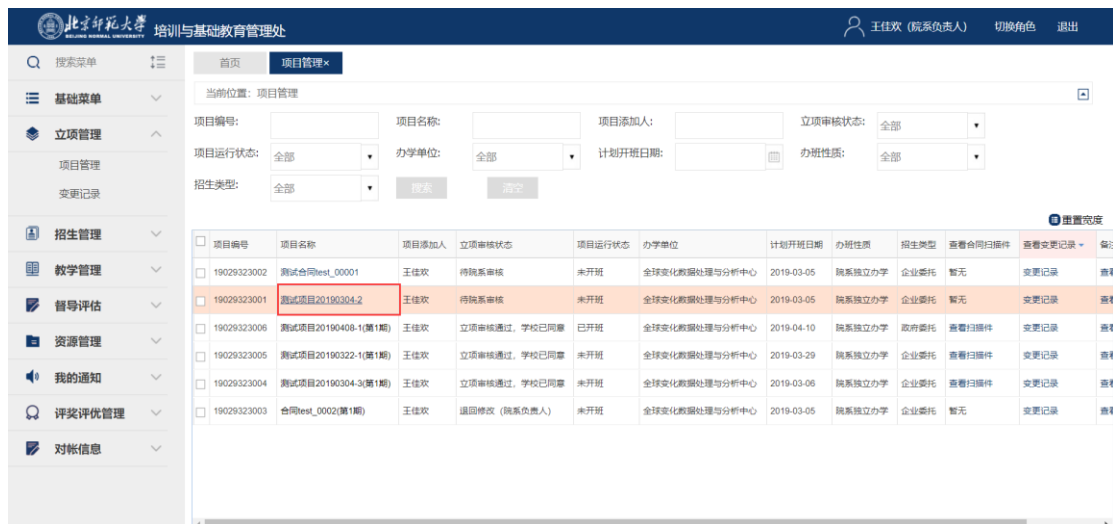 北京师范大学 培训与基础教育管理处 王佳欢（院系负责人） 切换角色 退出
BEIJING NORMAL UNIVERSITY
搜索菜单 首页 项目管理×
基础菜单 当前位置：项目管理
立项管理 项目编号: 项目名称: 项目添加人: 立项审核状态: 全部
项目管理 项目运行状态: 全部 办学单位: 全部 计划开班日期: 办班性质: 全部
变更记录 招生类型: 全部 搜索 清空
重置宽度
招生管理 项目编号 项目名称 项目添加人 立项审核状态 项目运行状态 办学单位 计划开班日期 办班性质 招生类型 查看合同扫描件 查看变更记录
教学管理 19029323002 测试合同test_00001 王佳欢 待院系审核 未开班 全球变化数据处理与分析中心 2019-03-05 院系独立办学 企业委托 暂无 变更记录
督导评估 19029323001 测试项目20190304-2 王佳欢 待院系审核 未开班 全球变化数据处理与分析中心 2019-03-05 院系独立办学 企业委托 暂无 变更记录
资源管理 19029323006 测试项目20190408-1(第1期) 王佳欢 立项审核通过，学校已同意 已开班 全球变化数据处理与分析中心 2019-04-10 院系独立办学 政府委托 查看扫描件 变更记录
我的通知 19029323005 测试项目20190322-1(第1期) 王佳欢 立项审核通过，学校已同意 未开班 全球变化数据处理与分析中心 2019-03-29 院系独立办学 企业委托 查看扫描件 变更记录
19029323004 测试项目20190304-3(第1期) 王佳欢 立项审核通过，学校已同意 未开班 全球变化数据处理与分析中心 2019-03-06 院系独立办学 企业委托 查看扫描件 变更记录
评奖评优管理 19029323003 合同test_0002(第1期) 王佳欢 退回修改（院系负责人） 未开班 全球变化数据处理与分析中心 2019-03-05 院系独立办学 企业委托 暂无 变更记录
对帐信息